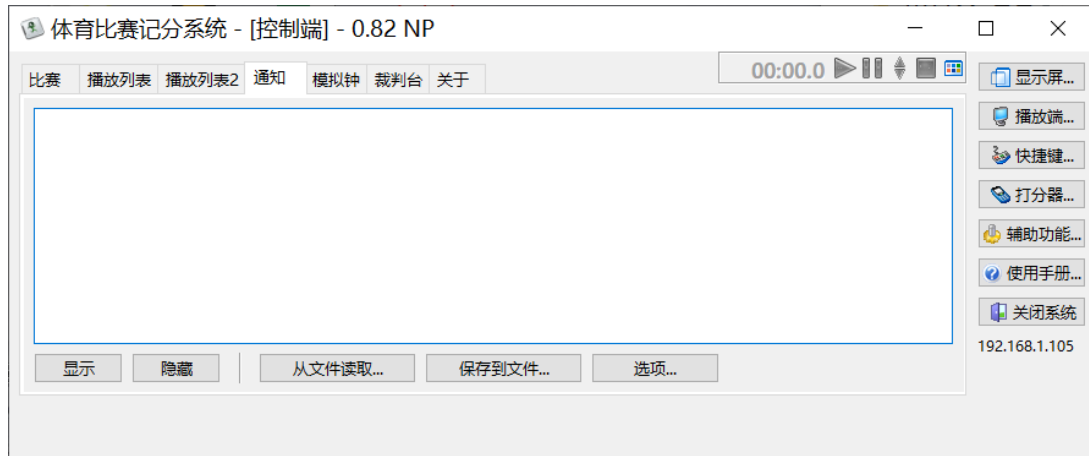 体育比赛记分系统 - [控制端] - 0.82 NP
比赛 播放列表 播放列表2 通知 模拟钟 裁判台 关于
00:00.0
显示屏...
播放端...
快捷键...
打分器...
辅助功能...
使用手册...
关闭系统
192.168.1.105
显示 隐藏 从文件读取... 保存到文件... 选项...